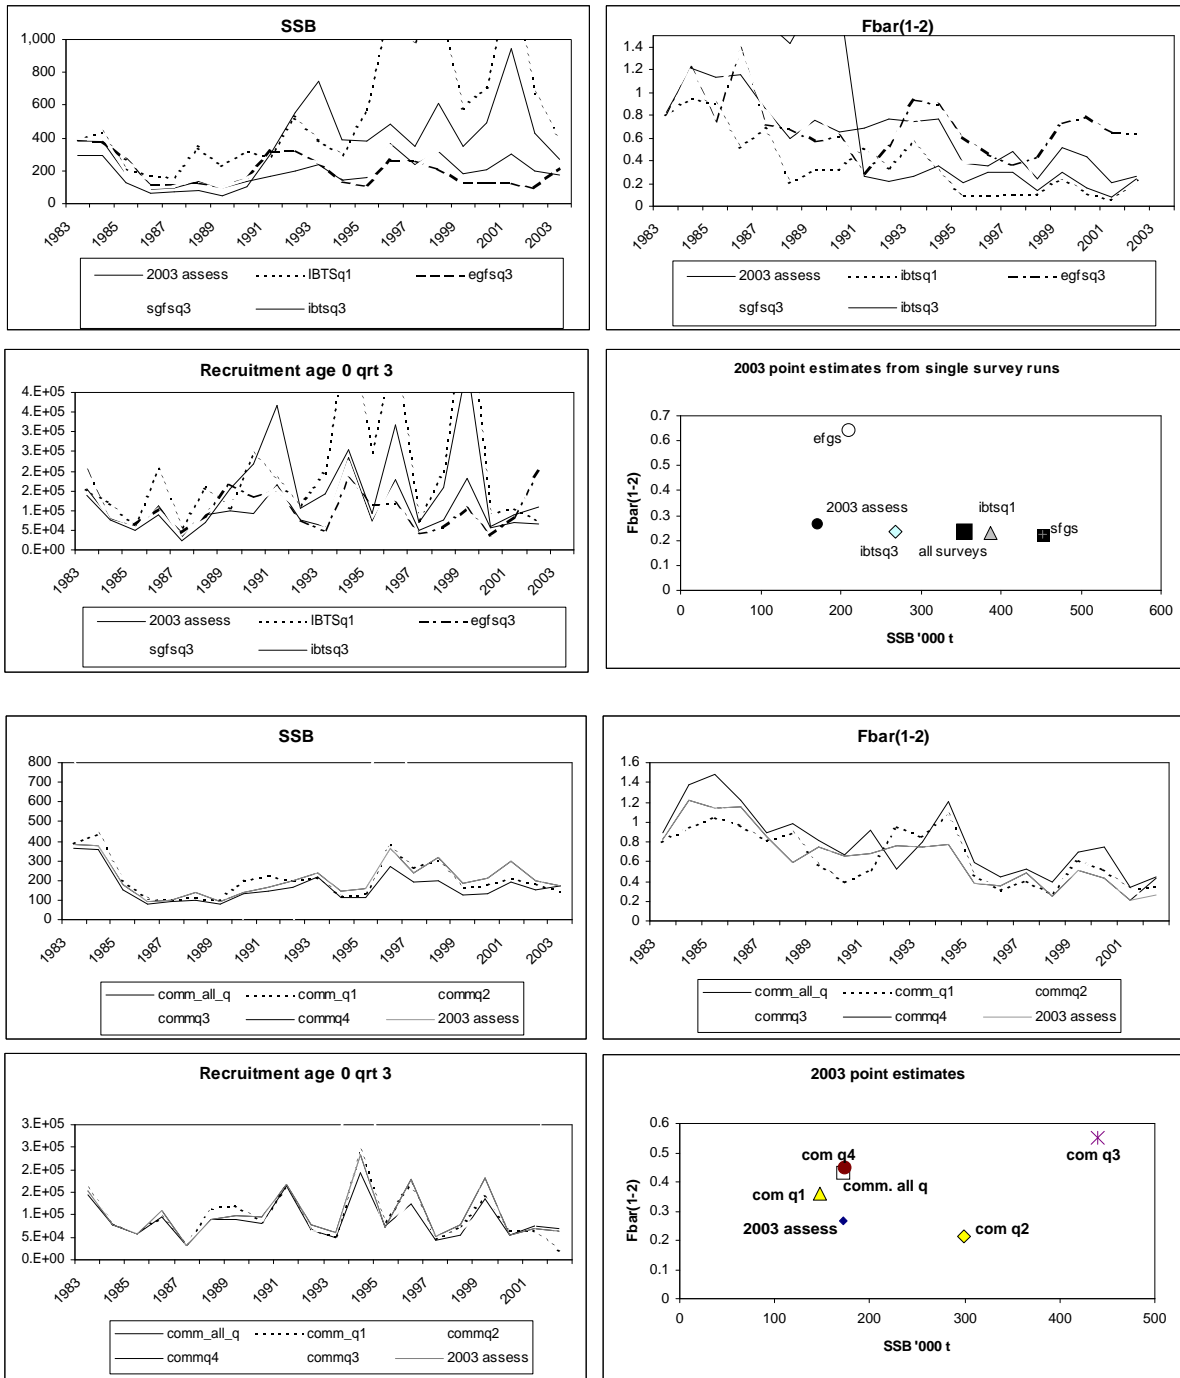 SSB
1,000
800
600
400
200
0
1983
1985
1987
1989
1991
1993
1995
1997
1999
2001
2003
2003 assess IBTSq1 egfsq3
sgfsq3 ibtsq3
Fbar(1-2)
1.4
1.2
1
0.8
0.6
0.4
0.2
0
1983
1985
1987
1989
1991
1993
1995
1997
1999
2001
2003
2003 assess ibtsq1 egfsq3
sgfsq3 ibtsq3
Recruitment age 0 qrt 3
4.E+05
4.E+05
3.E+05
3.E+05
2.E+05
2.E+05
1.E+05
5.E+04
0.E+00
1983
1985
1987
1989
1991
1993
1995
1997
1999
2001
2003
2003 assess IBTSq1 egfsq3
sgfsq3 ibtsq3
2003 point estimates from single survey runs
Fbar(1-2)
0.7
0.6
0.5
0.4
0.3
0.2
0.1
0
efgs
2003 assess
ibtsq1
ibtsq3
all surveys
sfgs
0 100 200 300 400 500 600
SSB '000 t
SSB
800
700
600
500
400
300
200
100
0
1983
1985
1987
1989
1991
1993
1995
1997
1999
2001
2003
comm_all_q comm_q1 commq2
commq3 commq4 2003 assess
Fbar(1-2)
1.6
1.4
1.2
1
0.8
0.6
0.4
0.2
0
1983
1985
1987
1989
1991
1993
1995
1997
1999
2001
comm_all_q comm_q1 commq2
commq3 commq4 2003 assess
Recruitment age 0 qrt 3
3.E+05
3.E+05
2.E+05
2.E+05
1.E+05
5.E+04
0.E+00
1983
1985
1987
1989
1991
1993
1995
1997
1999
2001
comm_all_q comm_q1 commq2
commq4 commq3 2003 assess
2003 point estimates
Fbar(1-2)
0.6
0.5
0.4
0.3
0.2
0.1
0
com q4
com q3
comm. all q
com q1
2003 assess
com q2
0 100 200 300 400 500
SSB '000 t